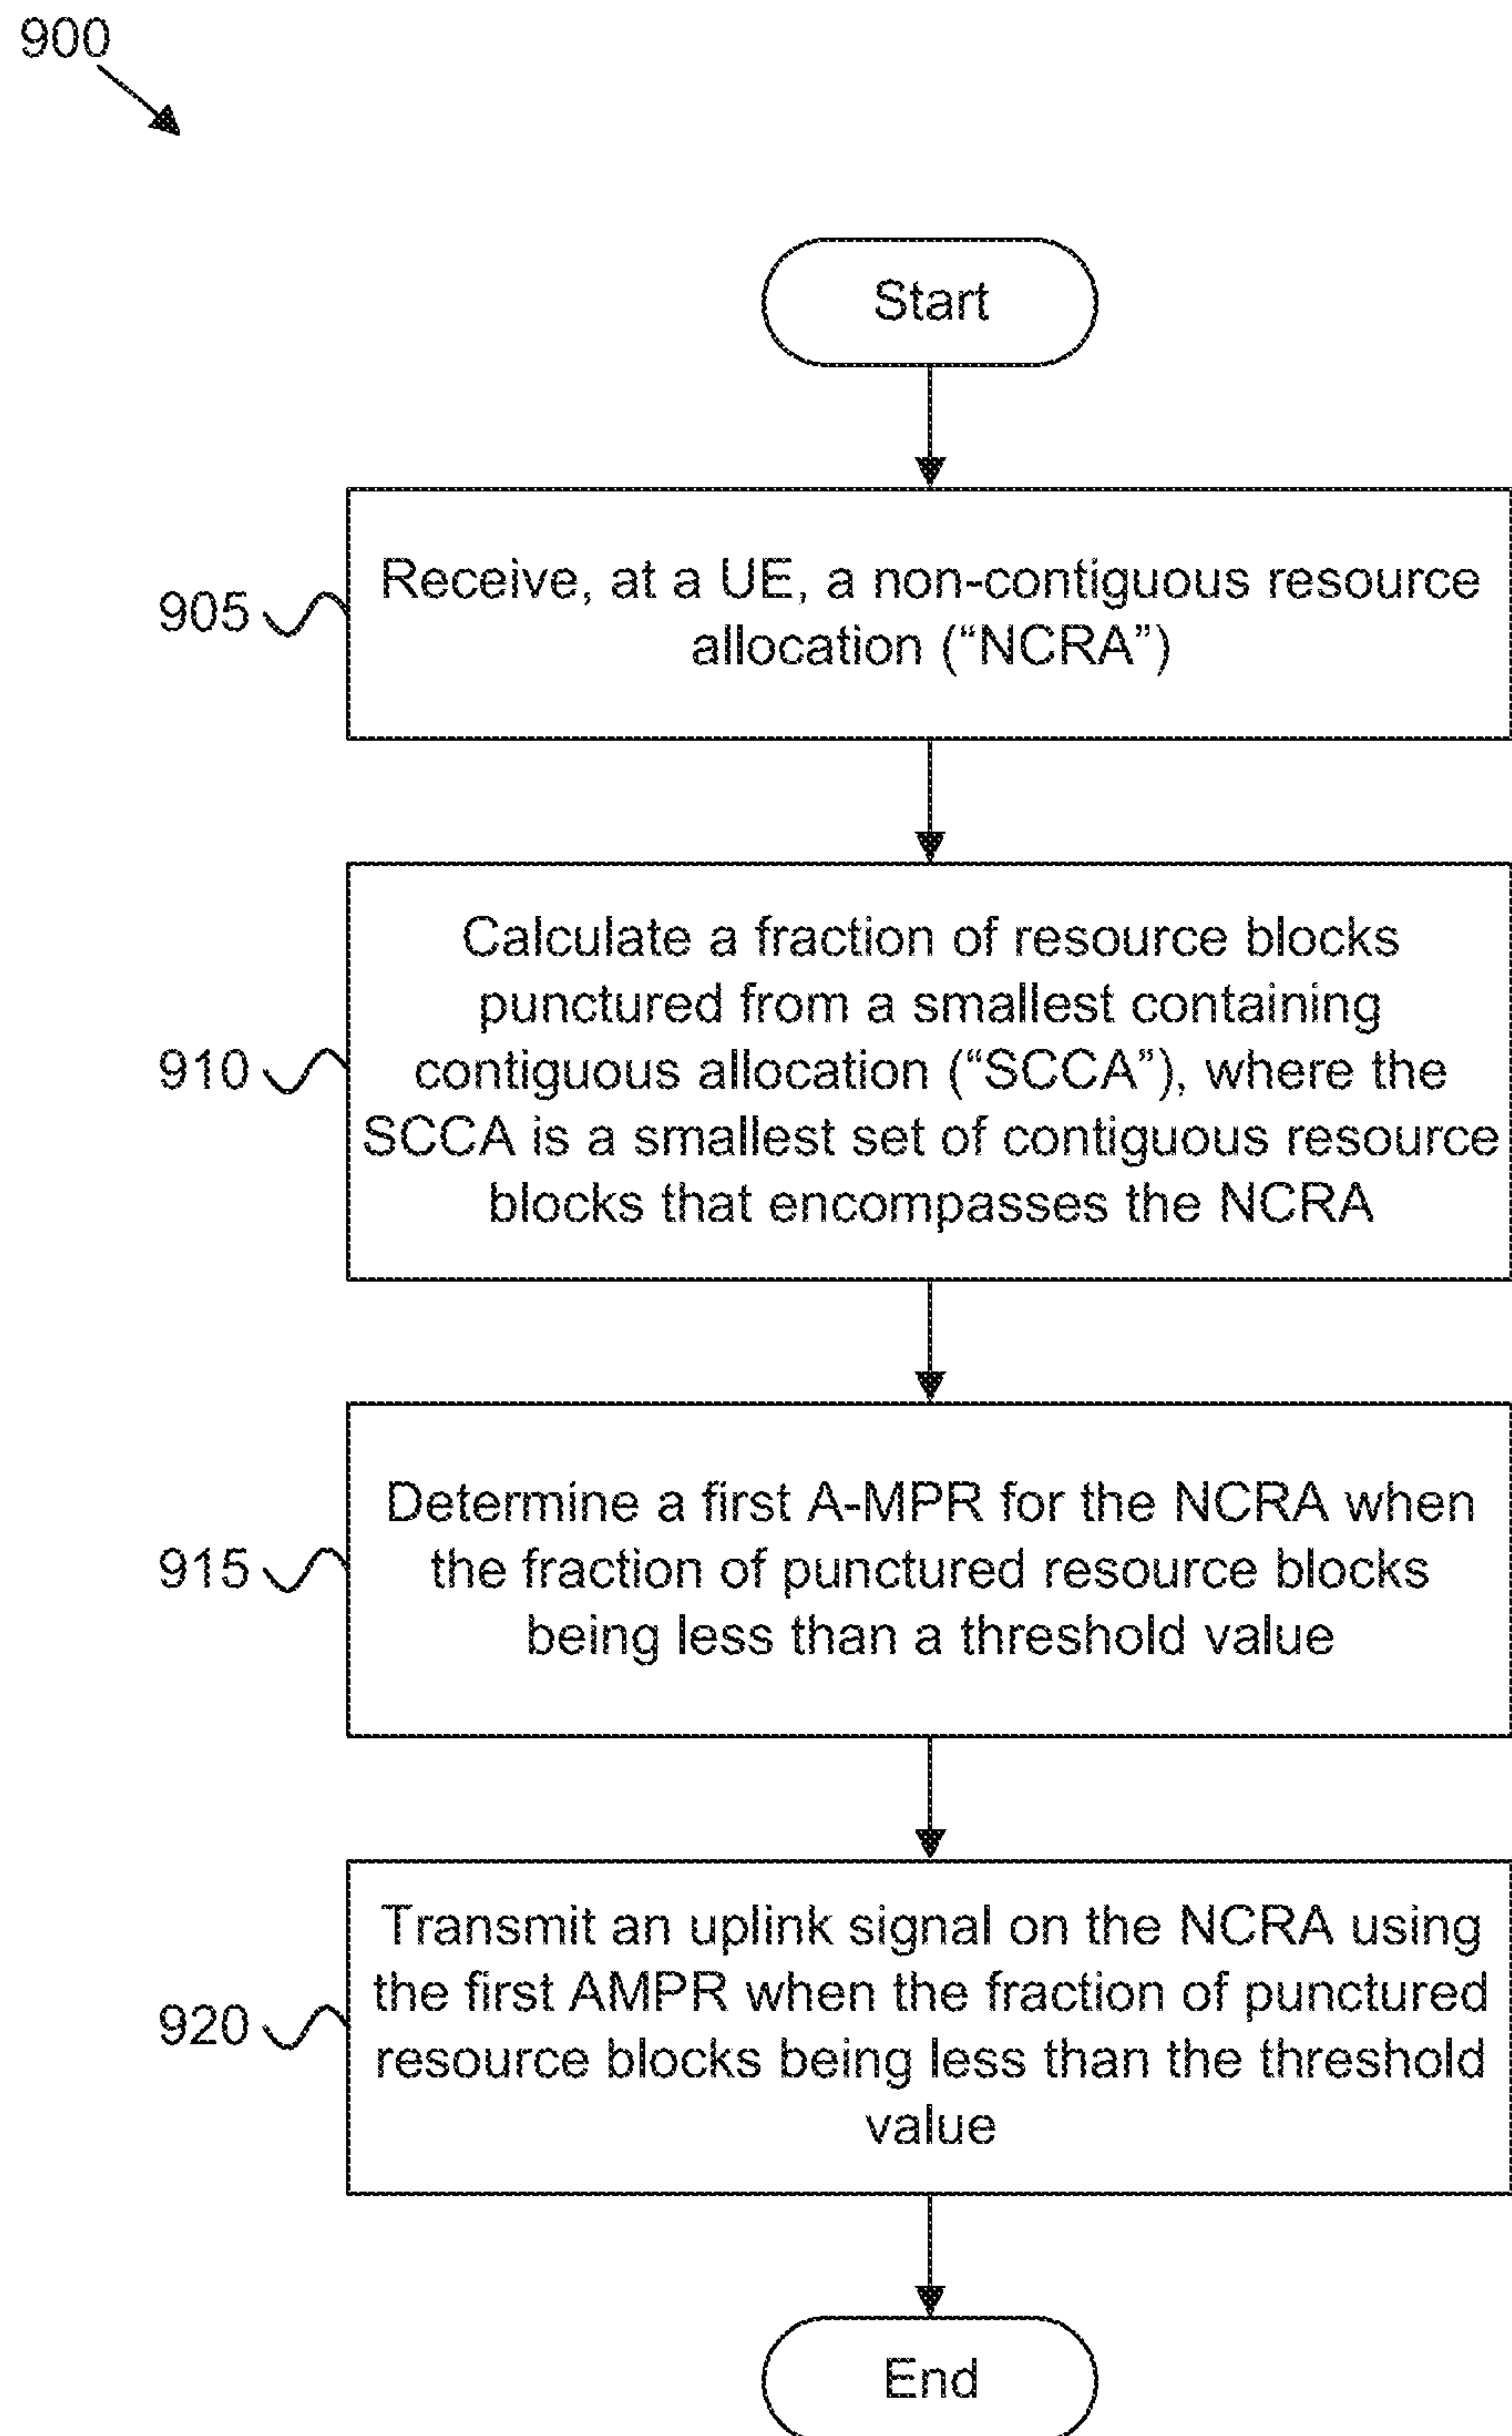 900
Start
905
Receive, at a UE, a non-contiguous resource
allocation (“NCRA”)
910
Calculate a fraction of resource blocks
punctured from a smallest containing
contiguous allocation (“SCCA”), where the
SCCA is a smallest set of contiguous resource
blocks that encompasses the NCRA
915
Determine a first A-MPR for the NCRA when
the fraction of punctured resource blocks
being less than a threshold value
920
Transmit an uplink signal on the NCRA using
the first AMPR when the fraction of punctured
resource blocks being less than the threshold
value
End